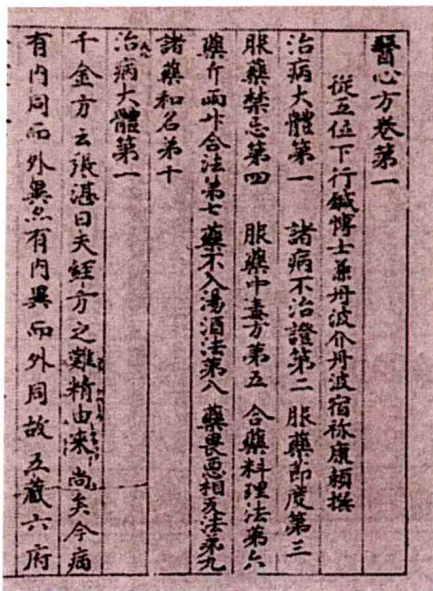 醫心方卷第一
從五位下行鍼博士兼丹波介丹波宿祢康頼撰
治病大體第一 諸病不治證第二 服藥節度第三
服藥禁忌第四 服藥中毒方第五 合藥料理法第六
藥斤兩升合法第七 藥不入湯酒法第八 藥畏惡相反法第九
諸藥和名第十
治病大體第一
千金方云張湛曰夫經方之難精由來尚矣今病
有内同而外異亦有内異而外同故五藏六府